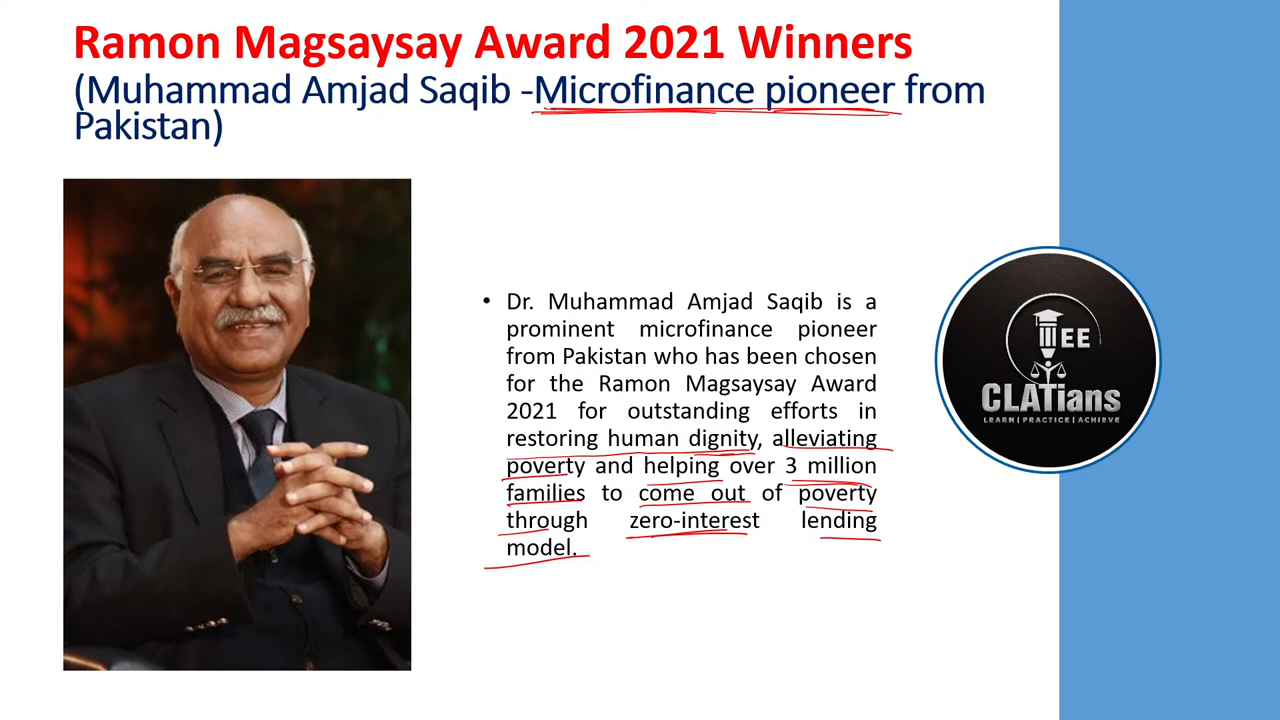 Ramon Magsaysay Award 2021 Winners
(Muhammad Amjad Saqib -Microfinance pioneer from
Pakistan)
• Dr. Muhammad Amjad Saqib is a
prominent microfinance pioneer
from Pakistan who has been chosen
for the Ramon Magsaysay Award
2021 for outstanding efforts in
restoring human dignity, alleviating
poverty and helping over 3 million
families to come out of poverty
through zero-interest lending
model.
EE
CLATians
LEARN | PRACTICE | ACHIEVE